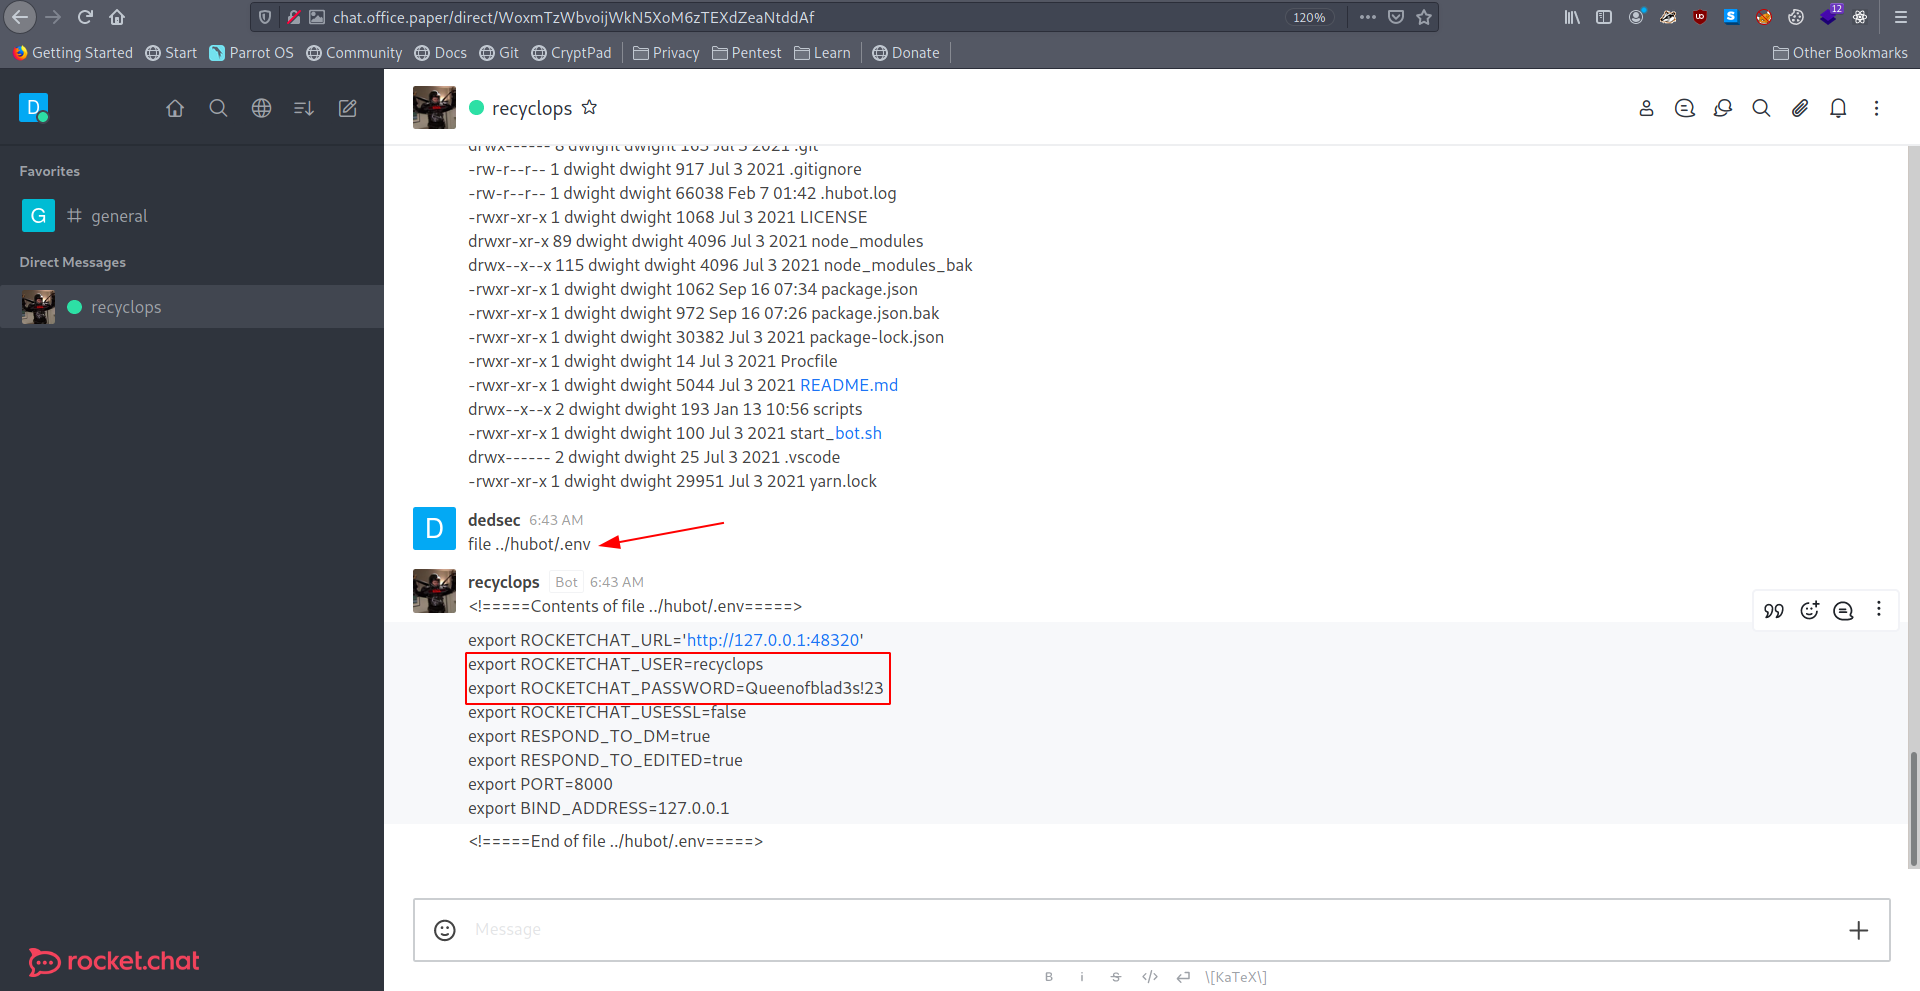 chat.office.paper/direct/WoxmTzWbvoijWkN5XoM6zTEXdZeaNtddAf
120%
12
Getting Started
Start
Parrot OS
Community
Docs
Git
CryptPad
Privacy
Pentest
Learn
Donate
Other Bookmarks
D
recyclops
Favorites
G
general
Direct Messages
recyclops
drwx------ 8 dwight dwight 163 Jul 3 2021 .git
-rw-r--r-- 1 dwight dwight 917 Jul 3 2021 .gitignore
-rw-r--r-- 1 dwight dwight 66038 Feb 7 01:42 .hubot.log
-rwxr-xr-x 1 dwight dwight 1068 Jul 3 2021 LICENSE
drwxr-xr-x 89 dwight dwight 4096 Jul 3 2021 node_modules
drwx--x--x 115 dwight dwight 4096 Jul 3 2021 node_modules_bak
-rwxr-xr-x 1 dwight dwight 1062 Sep 16 07:34 package.json
-rwxr-xr-x 1 dwight dwight 972 Sep 16 07:26 package.json.bak
-rwxr-xr-x 1 dwight dwight 30382 Jul 3 2021 package-lock.json
-rwxr-xr-x 1 dwight dwight 14 Jul 3 2021 Procfile
-rwxr-xr-x 1 dwight dwight 5044 Jul 3 2021 README.md
drwx--x--x 2 dwight dwight 193 Jan 13 10:56 scripts
-rwxr-xr-x 1 dwight dwight 100 Jul 3 2021 start_bot.sh
drwx------ 2 dwight dwight 25 Jul 3 2021 .vscode
-rwxr-xr-x 1 dwight dwight 29951 Jul 3 2021 yarn.lock
D
dedsec 6:43 AM
file ../hubot/.env
recyclops Bot 6:43 AM
<!=====Contents of file ../hubot/.env=====>
export ROCKETCHAT_URL='http://127.0.0.1:48320'
export ROCKETCHAT_USER=recyclops
export ROCKETCHAT_PASSWORD=Queenofblad3s!23
export ROCKETCHAT_USESSL=false
export RESPOND_TO_DM=true
export RESPOND_TO_EDITED=true
export PORT=8000
export BIND_ADDRESS=127.0.0.1
<!=====End of file ../hubot/.env=====>
Message
rocket.chat
B i S </> \[KaTeX\]